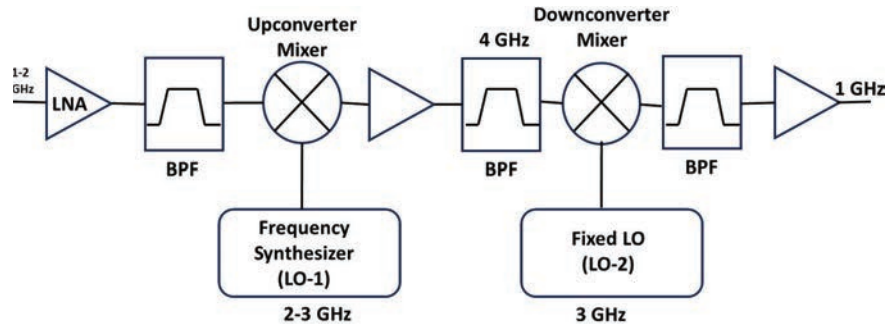 Upconverter
Mixer
Downconverter
Mixer
4 GHz
1-2
GHz
LNA
1 GHz
BPF
BPF
BPF
Frequency
Synthesizer
(LO-1)
Fixed LO
(LO-2)
2-3 GHz
3 GHz